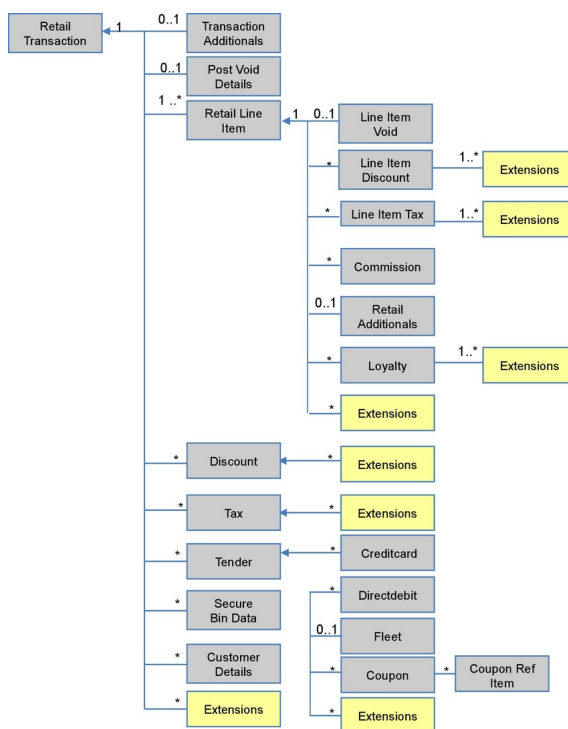 Retail
Transaction
1
0..1
Transaction
Additionals
0..1
Post Void
Details
1 ..*
Retail Line
Item
1
0..1
Line Item
Void
*
Line Item
Discount
1..*
Extensions
*
Line Item Tax
1..*
Extensions
*
Commission
0..1
Retail
Additionals
*
Loyalty
1..*
Extensions
*
Extensions
*
Discount
*
Extensions
*
Tax
*
Extensions
*
Tender
*
Creditcard
*
Directdebit
*
Secure
Bin Data
0..1
Fleet
*
Customer
Details
*
Coupon
*
Coupon Ref
Item
*
Extensions
*
Extensions